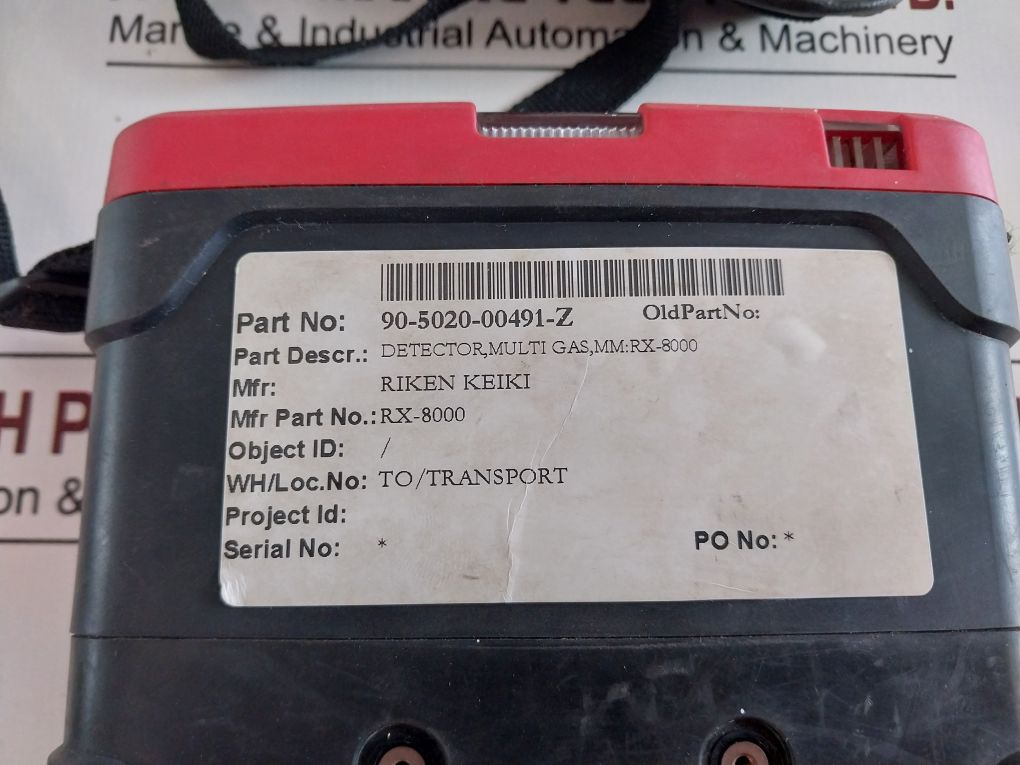 Marine & Industrial Automation & Machinery
Part No: 90-5020-00491-Z OldPartNo:
Part Descr.: DETECTOR,MULTI GAS,MM:RX-8000
Mfr: RIKEN KEIKI
Mfr Part No.: RX-8000
Object ID: /
WH/Loc.No: TO/TRANSPORT
Project Id:
Serial No: * PO No: *
H P
on &